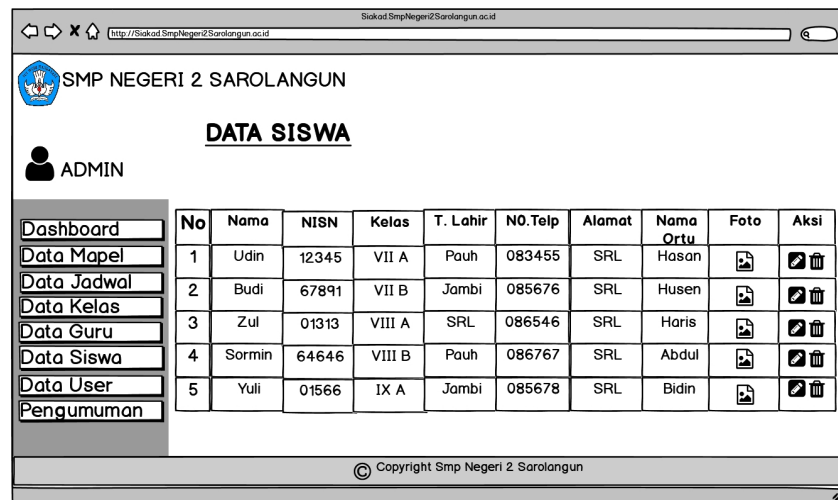 Siakad.SmpNegeri2Sarolangun.ac.id
http://Siakad.SmpNegeri2Sarolangun.ac.id
SMP NEGERI 2 SAROLANGUN
DATA SISWA
ADMIN
Dashboard
Data Mapel
Data Jadwal
Data Kelas
Data Guru
Data Siswa
Data User
Pengumuman
No Nama NISN Kelas T. Lahir N0.Telp Alamat Nama Ortu Foto Aksi
1 Udin 12345 VII A Pauh 083455 SRL Hasan
2 Budi 67891 VII B Jambi 085676 SRL Husen
3 Zul 01313 VIII A SRL 086546 SRL Haris
4 Sormin 64646 VIII B Pauh 086767 SRL Abdul
5 Yuli 01566 IX A Jambi 085678 SRL Bidin
© Copyright Smp Negeri 2 Sarolangun